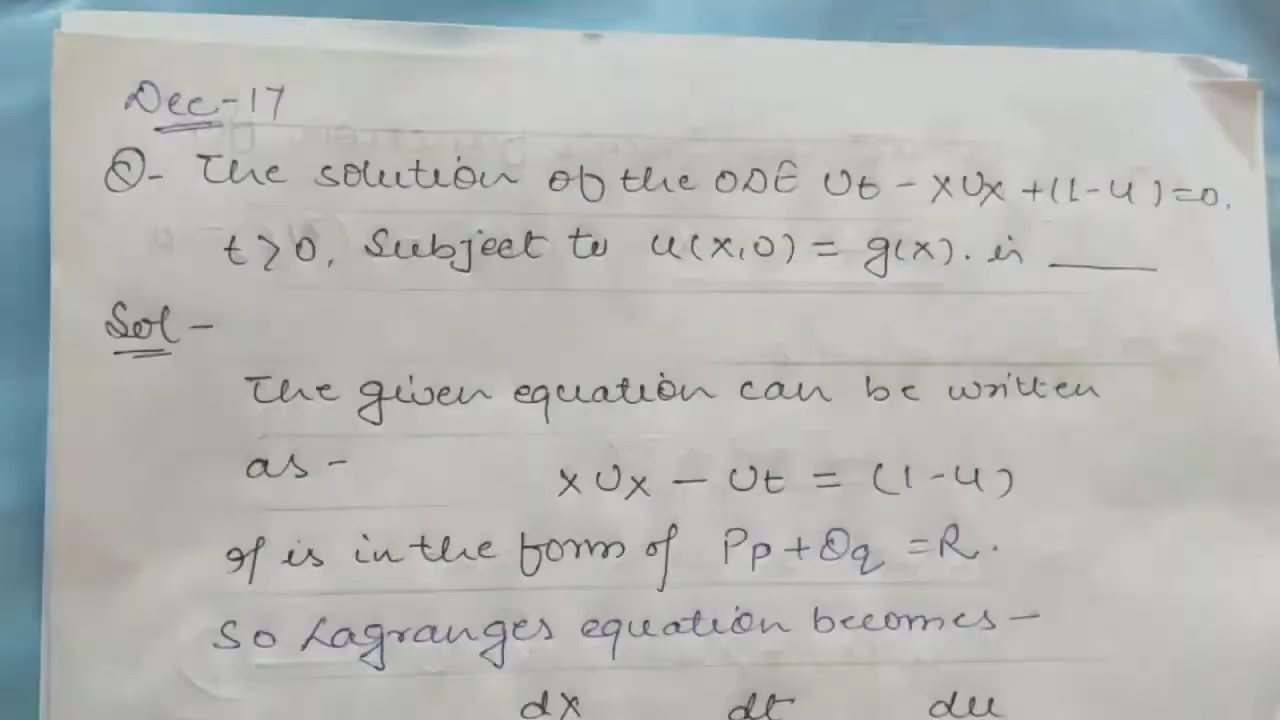 Dec-17
Q- The solution of the ODE Ut - xUx + (1-u) = 0.
t>0, Subject to u(x,0) = g(x). is ____
Sol -
The given equation can be written
as - xUx - Ut = (1-u)
is in the form of Pp + Qq = R.
So Lagranges equation becomes -
dx dt du